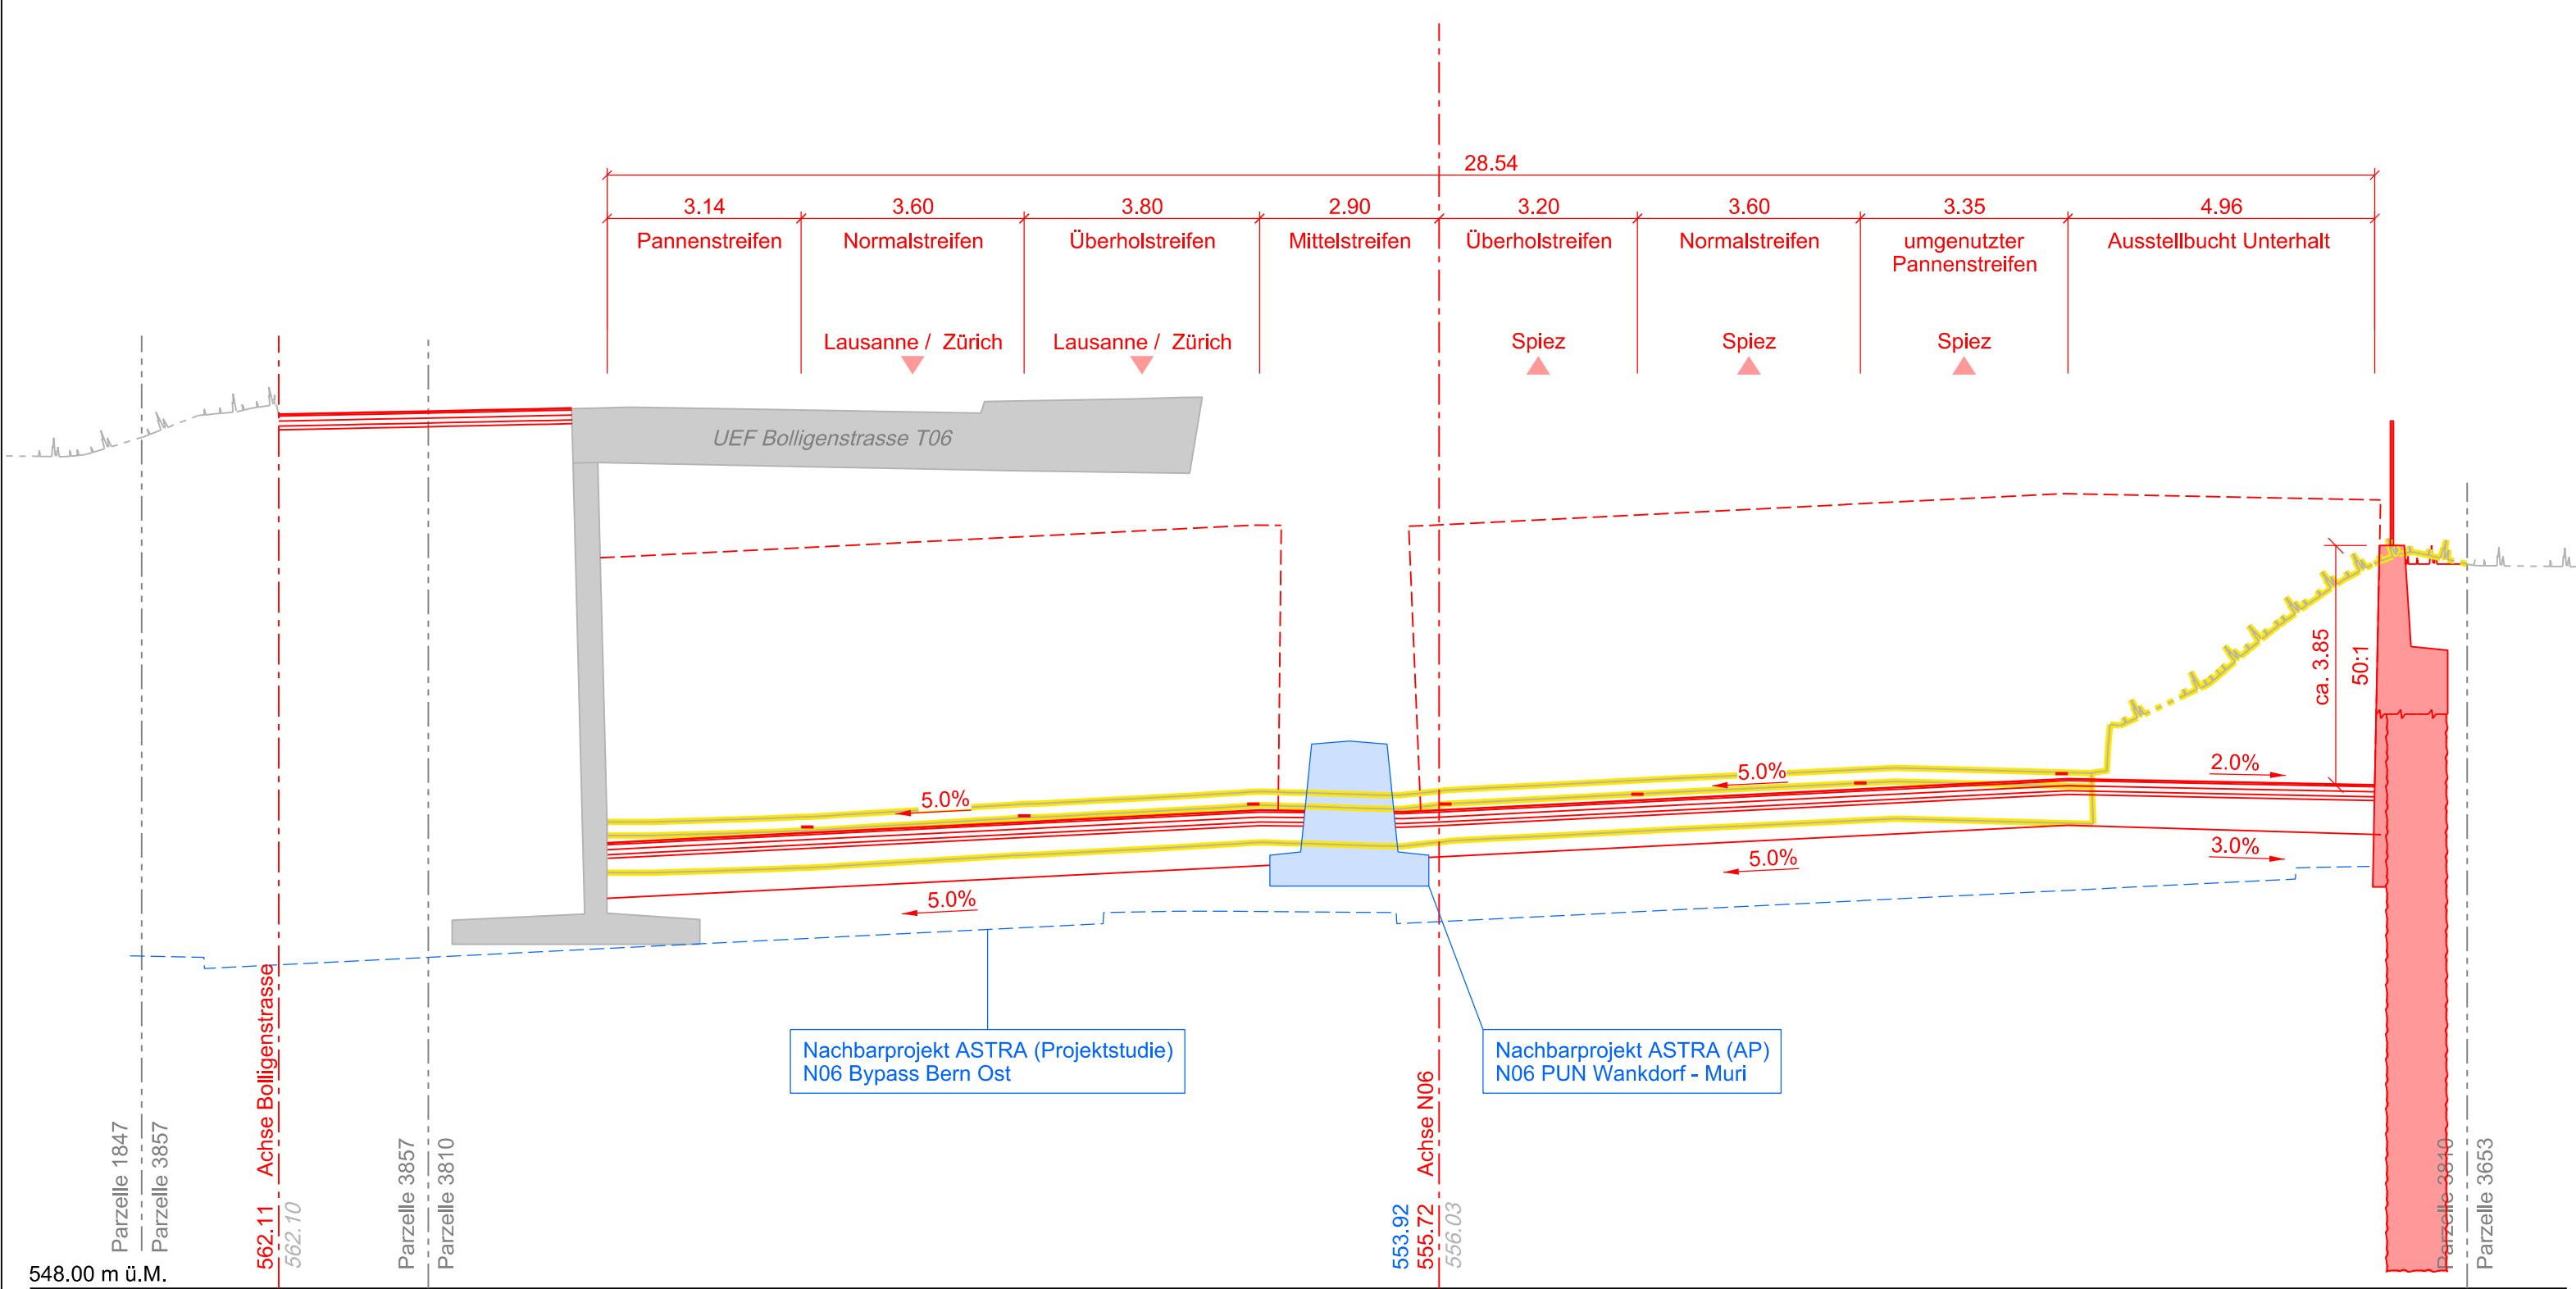 28.54
3.14 3.60 3.80 2.90 3.20 3.60 3.35 4.96
Pannenstreifen Normalstreifen Überholstreifen Mittelstreifen Überholstreifen Normalstreifen umgenutzter Ausstellbucht Unterhalt
Pannenstreifen
Lausanne / Zürich Lausanne / Zürich Spiez Spiez Spiez
UEF Bolligenstrasse T06
ca. 3.85
50:1
5.0% 5.0% 2.0%
5.0% 5.0% 3.0%
Nachbarprojekt ASTRA (Projektstudie)
N06 Bypass Bern Ost
Nachbarprojekt ASTRA (AP)
N06 PUN Wankdorf - Muri
Parzelle 1847
Parzelle 3857
562.11 Achse Bolligenstrasse
562.10
Parzelle 3857
Parzelle 3810
553.92
555.72 Achse N06
556.03
Parzelle 3810
Parzelle 3653
548.00 m ü.M.